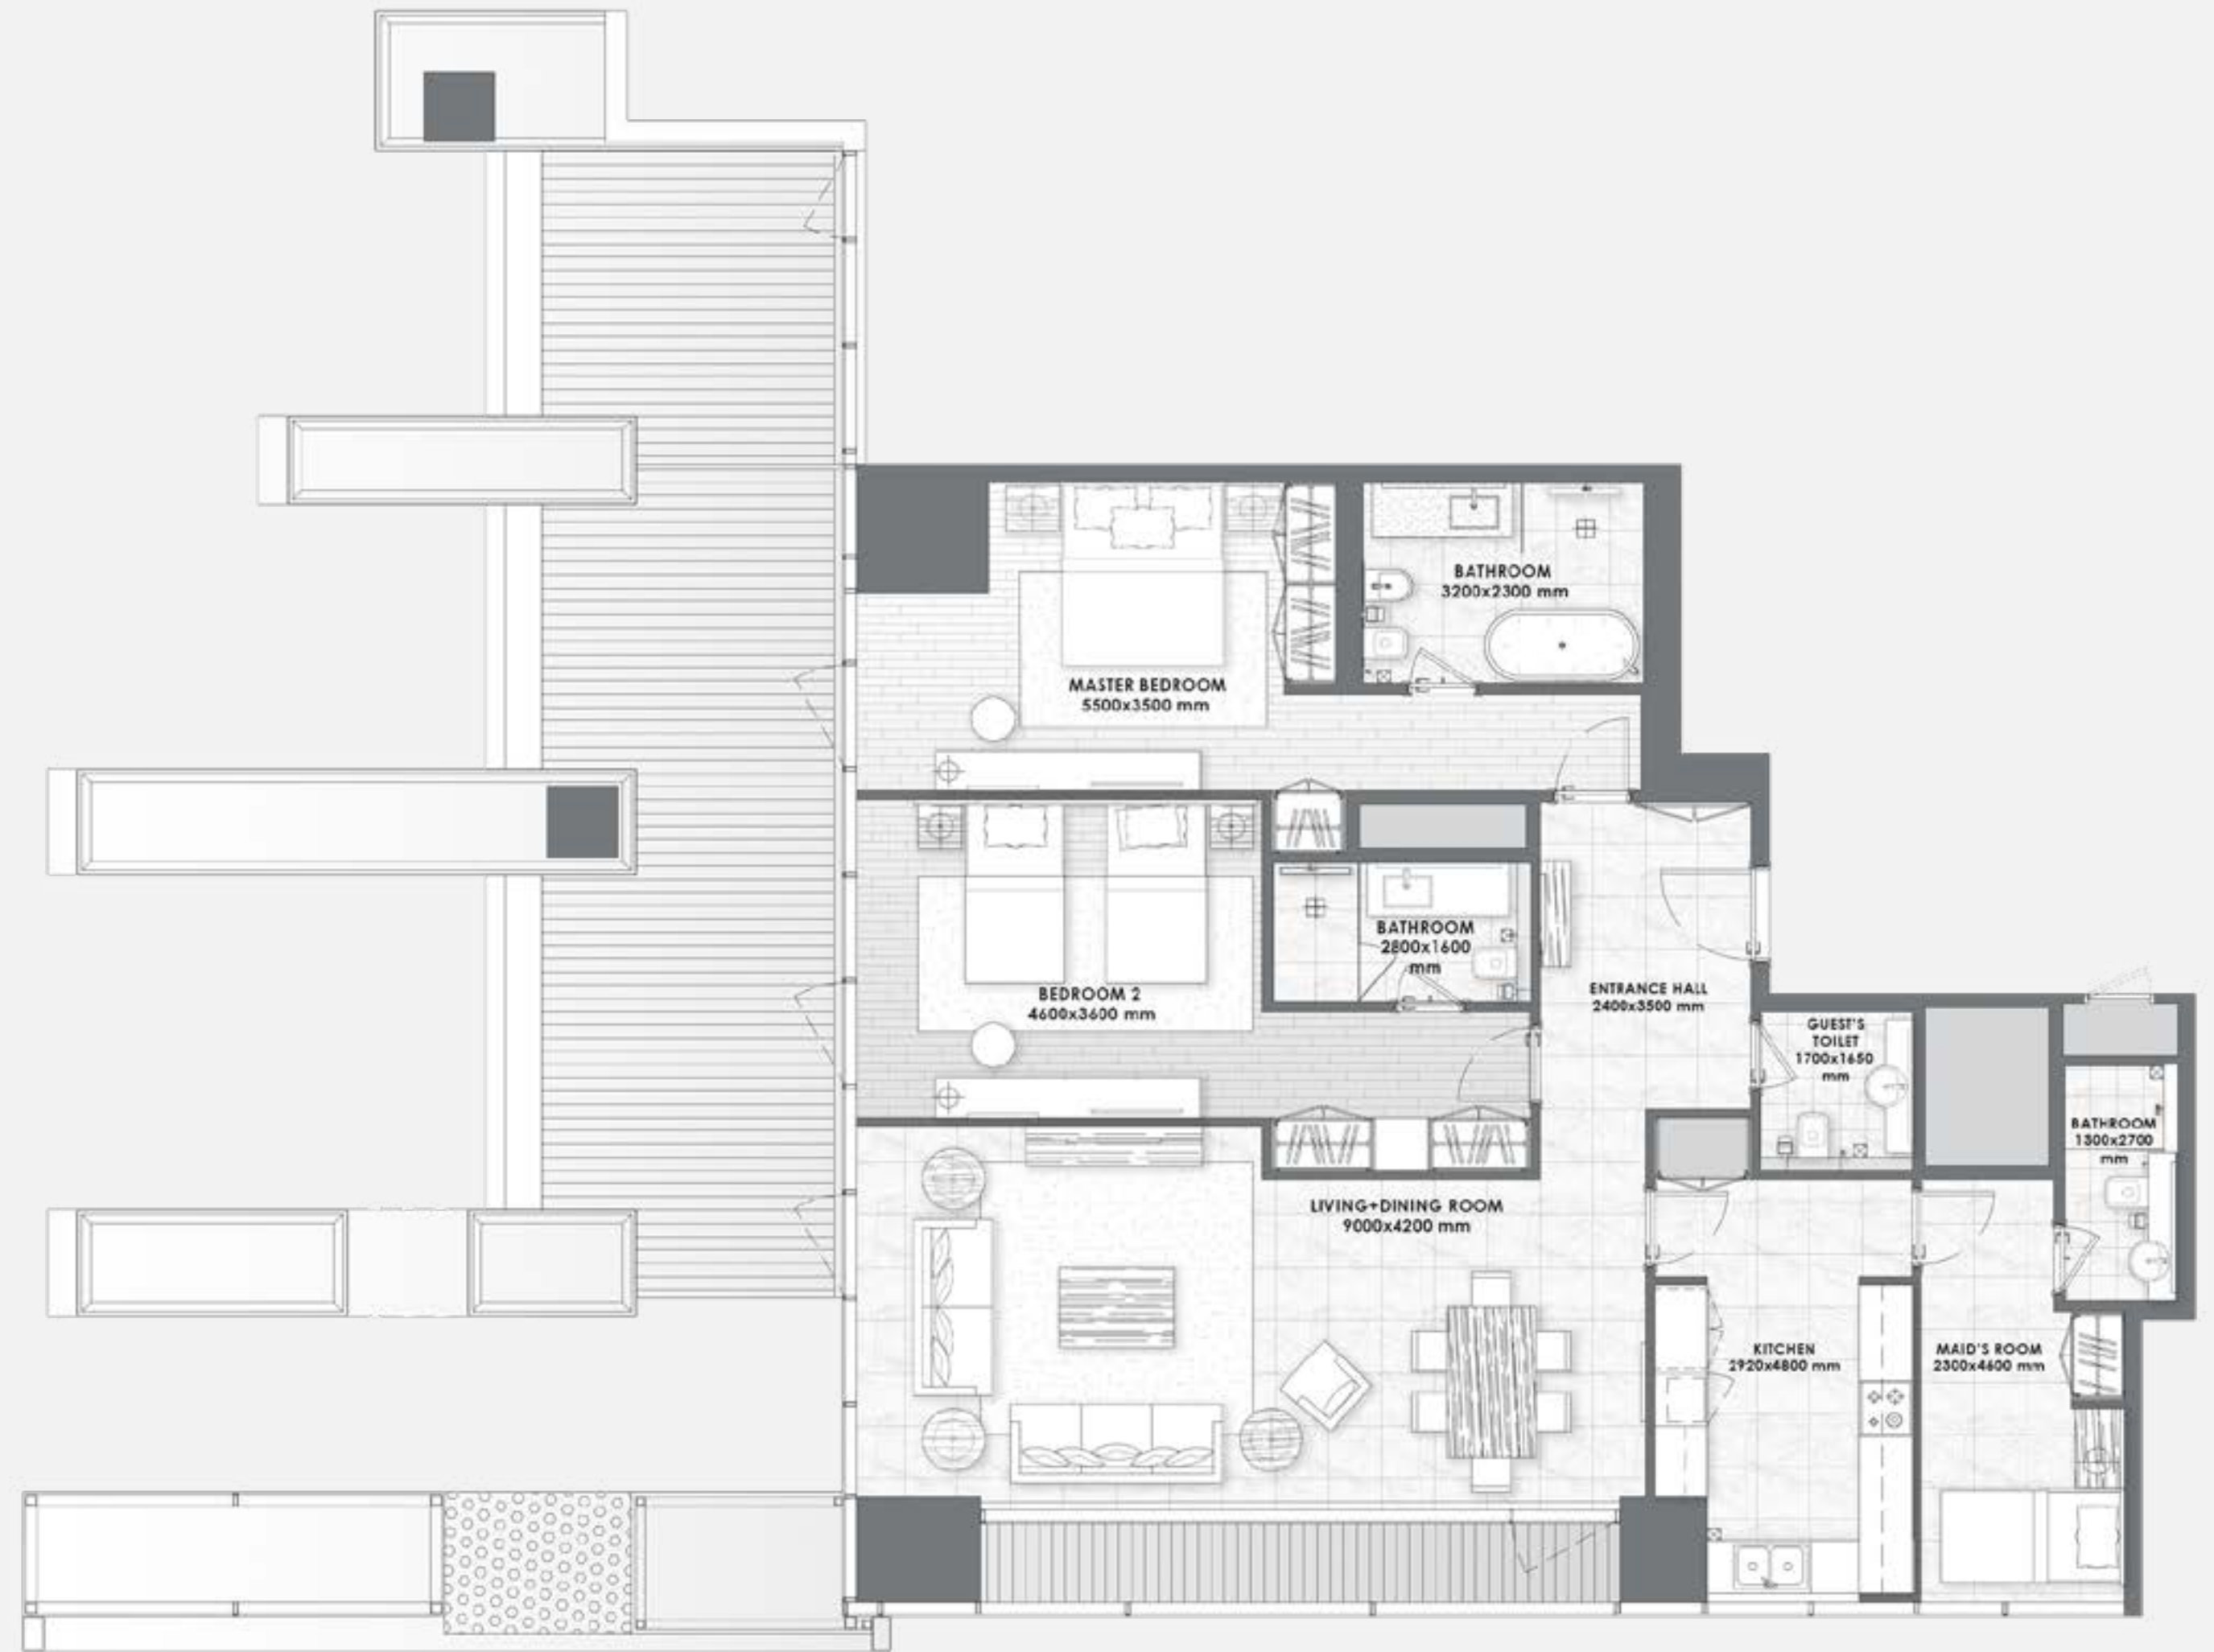 BATHROOM
3200x2300 mm
MASTER BEDROOM
5500x3500 mm
BATHROOM
2800x1600
mm
BEDROOM 2
4600x3600 mm
ENTRANCE HALL
2400x3500 mm
GUEST'S
TOILET
1700x1650
mm
BATHROOM
1300x2700
mm
LIVING+DINING ROOM
9000x4200 mm
KITCHEN
2920x4800 mm
MAID'S ROOM
2300x4600 mm